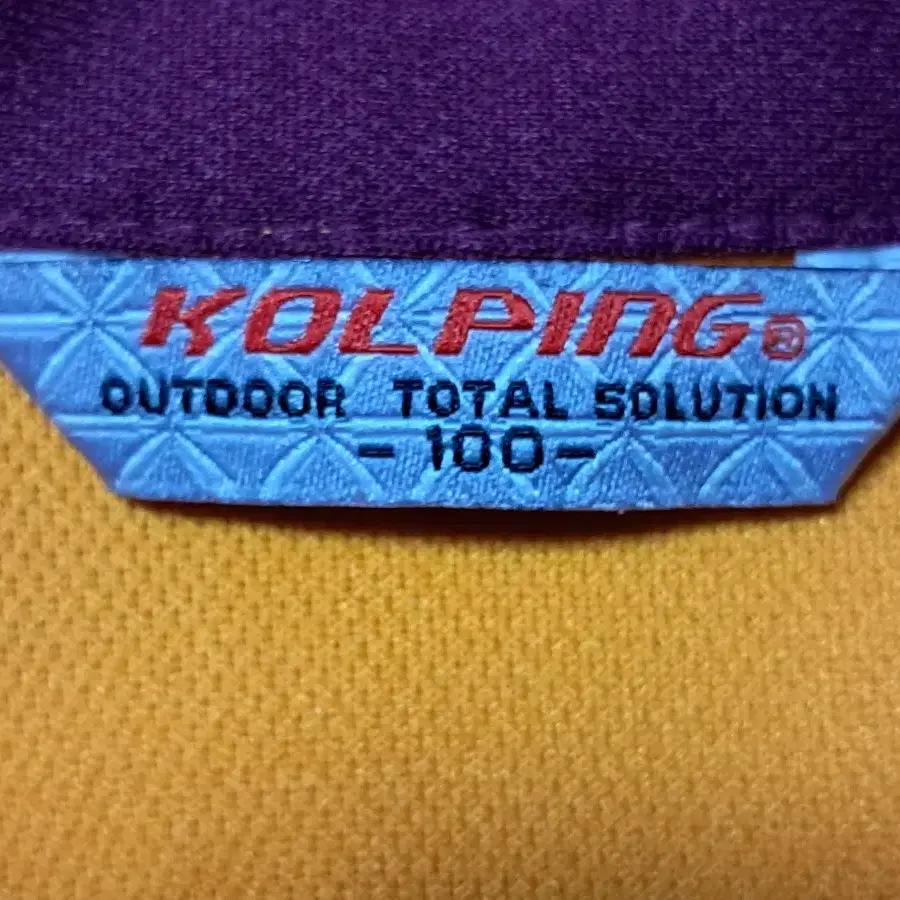 KOLPING®
OUTDOOR TOTAL SOLUTION
- 100 -